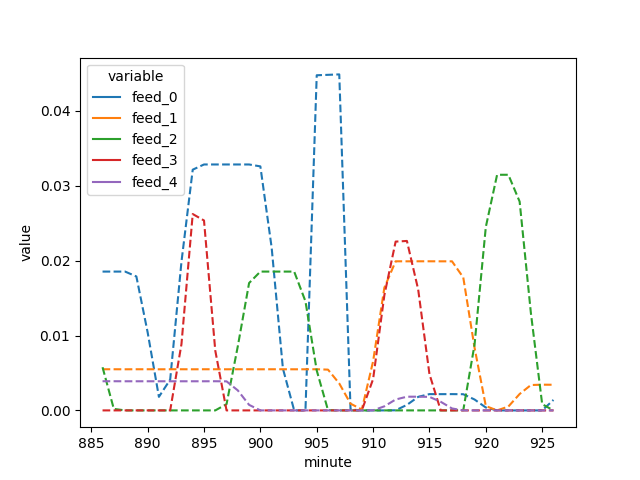 variable
feed_0
feed_1
feed_2
feed_3
feed_4
value
0.04
0.03
0.02
0.01
0.00
885 890 895 900 905 910 915 920 925
minute